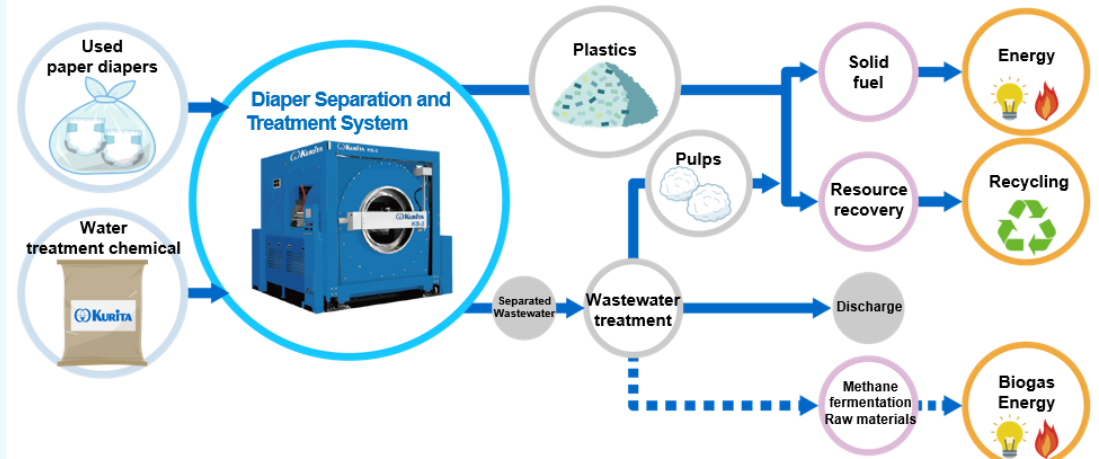 Used
paper diapers
Water
treatment chemical
KURITA
Diaper Separation and
Treatment System
KURITA
KURITA
Plastics
Pulps
Separated
Wastewater
Wastewater
treatment
Solid
fuel
Energy
Resource
recovery
Recycling
Discharge
Methane
fermentation
Raw materials
Biogas
Energy